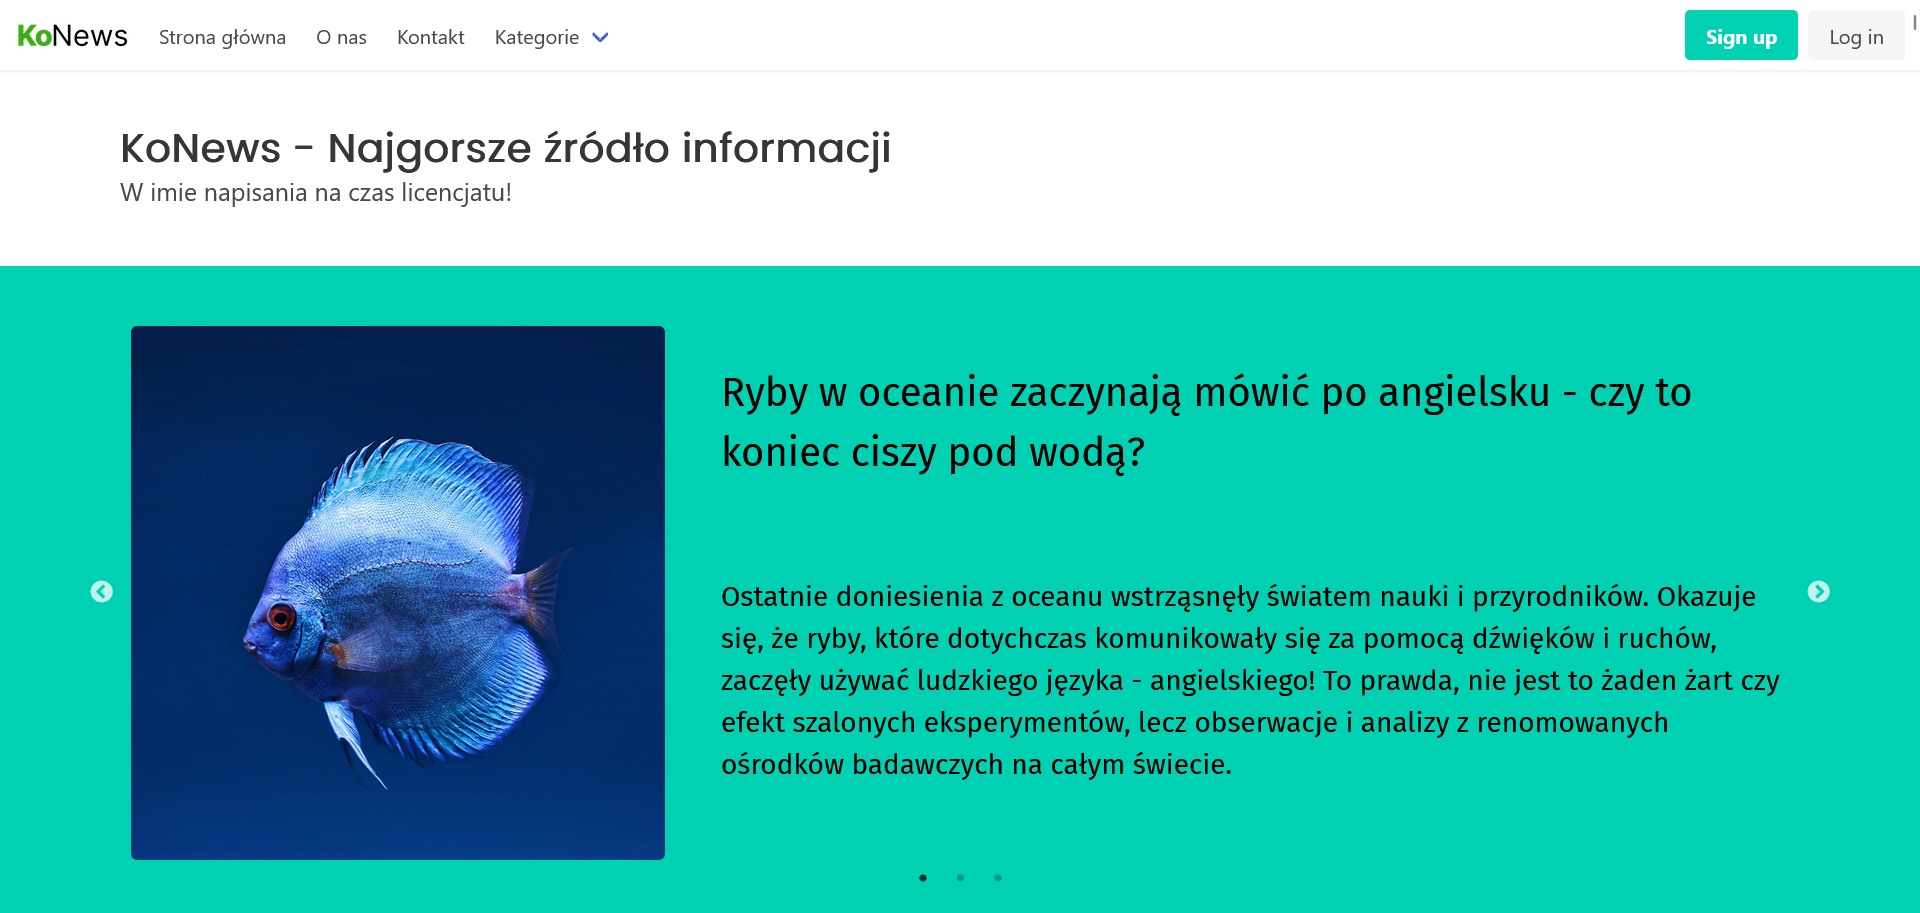 KoNews Strona główna O nas Kontakt Kategorie Sign up Log in
KoNews - Najgorsze źródło informacji
W imie napisania na czas licencjatu!
Ryby w oceanie zaczynają mówić po angielsku - czy to
koniec ciszy pod wodą?
Ostatnie doniesienia z oceanu wstrząsnęły światem nauki i przyrodników. Okazuje
się, że ryby, które dotychczas komunikowały się za pomocą dźwięków i ruchów,
zaczęły używać ludzkiego języka - angielskiego! To prawda, nie jest to żaden żart czy
efekt szalonych eksperymentów, lecz obserwacje i analizy z renomowanych
ośrodków badawczych na całym świecie.